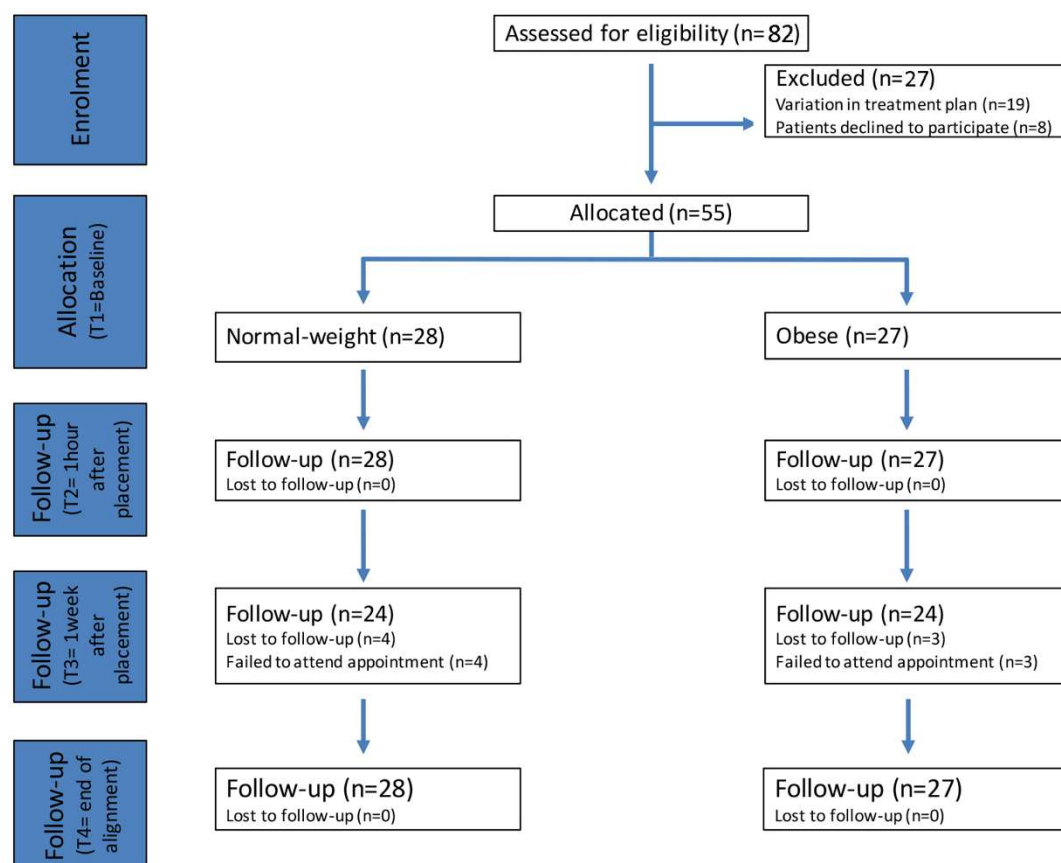 Enrolment
Assessed for eligibility (n=82)
Excluded (n=27)
Variation in treatment plan (n=19)
Patients declined to participate (n=8)
Allocation
(T1=Baseline)
Allocated (n=55)
Normal-weight (n=28)
Obese (n=27)
Follow-up
(T2= 1hour
after
placement)
Follow-up (n=28)
Lost to follow-up (n=0)
Follow-up (n=27)
Lost to follow-up (n=0)
Follow-up
(T3= 1week
after
placement)
Follow-up (n=24)
Lost to follow-up (n=4)
Failed to attend appointment (n=4)
Follow-up (n=24)
Lost to follow-up (n=3)
Failed to attend appointment (n=3)
Follow-up
(T4= end of
alignment)
Follow-up (n=28)
Lost to follow-up (n=0)
Follow-up (n=27)
Lost to follow-up (n=0)